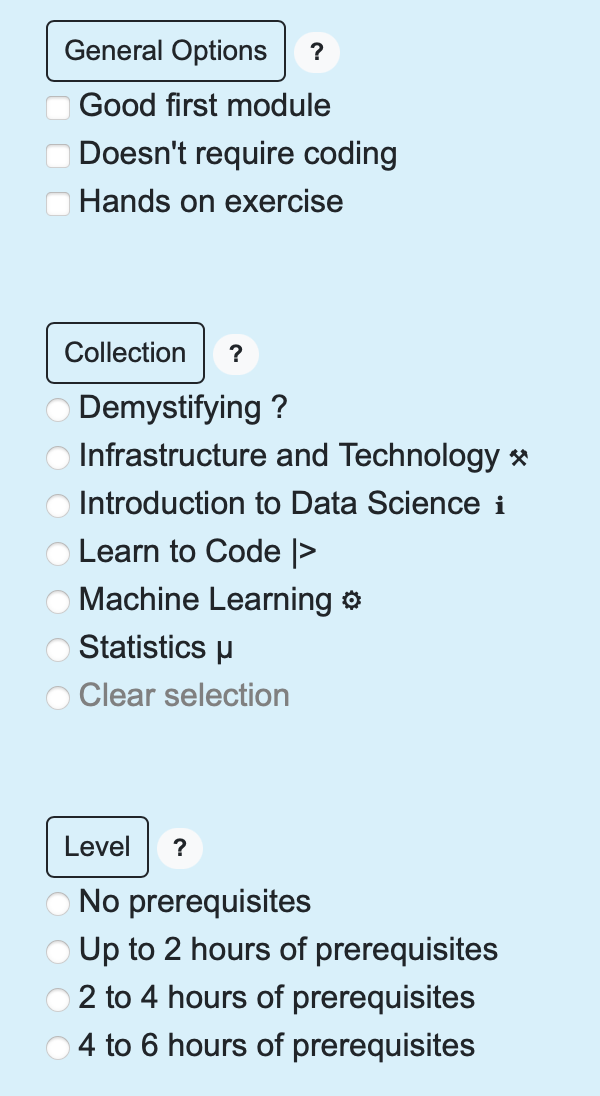 General Options ?
Good first module
Doesn't require coding
Hands on exercise
Collection ?
Demystifying ?
Infrastructure and Technology ⚒
Introduction to Data Science ℹ
Learn to Code |>
Machine Learning ⚙
Statistics μ
Clear selection
Level ?
No prerequisites
Up to 2 hours of prerequisites
2 to 4 hours of prerequisites
4 to 6 hours of prerequisites